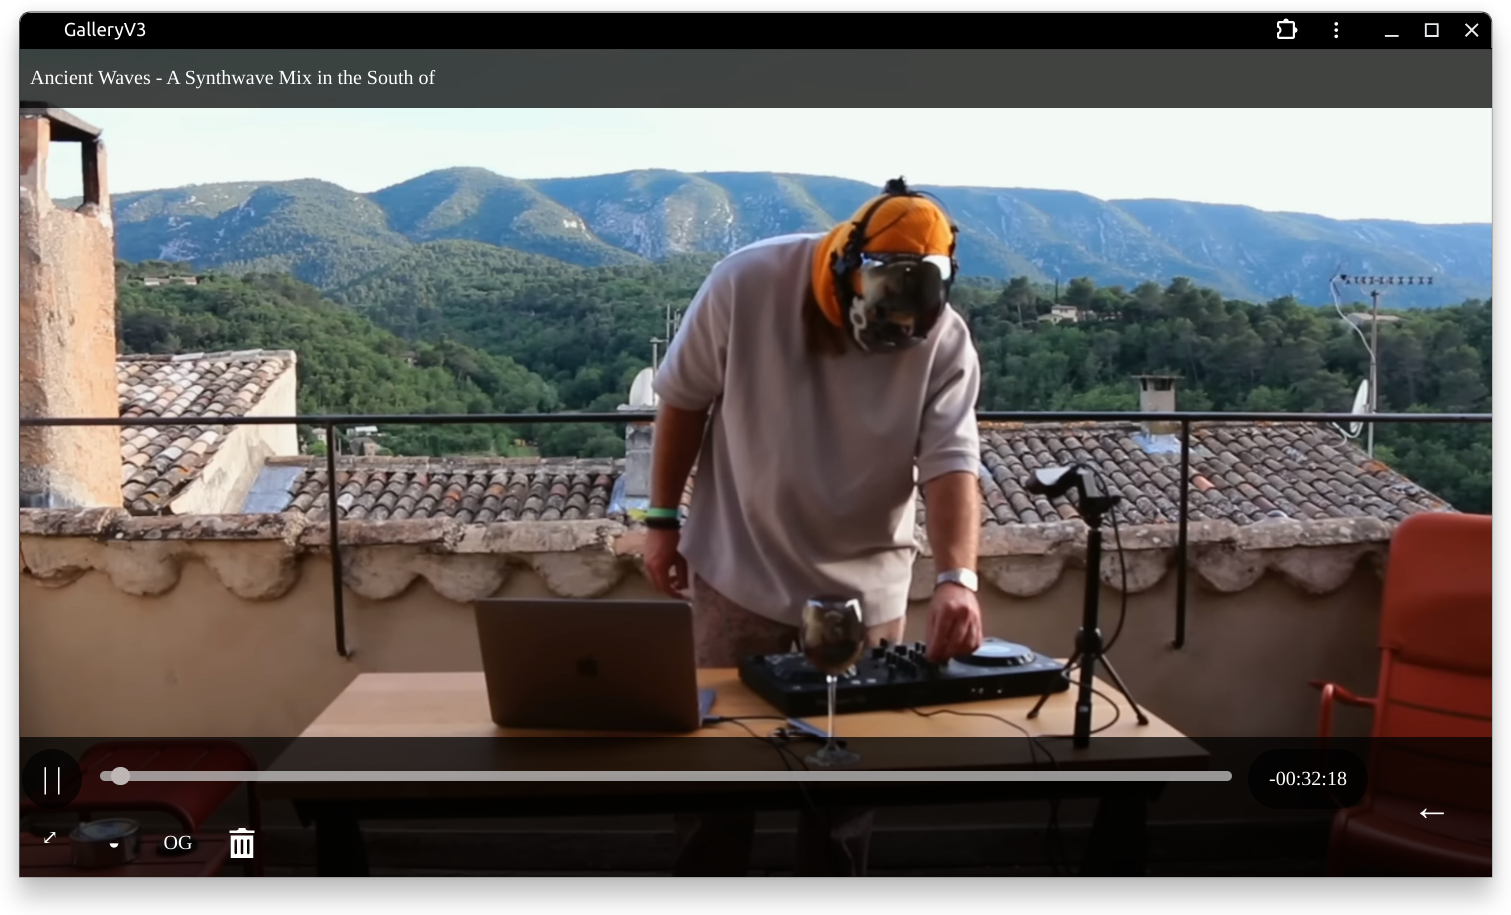 GalleryV3
Ancient Waves - A Synthwave Mix in the South of
-00:32:18
OG